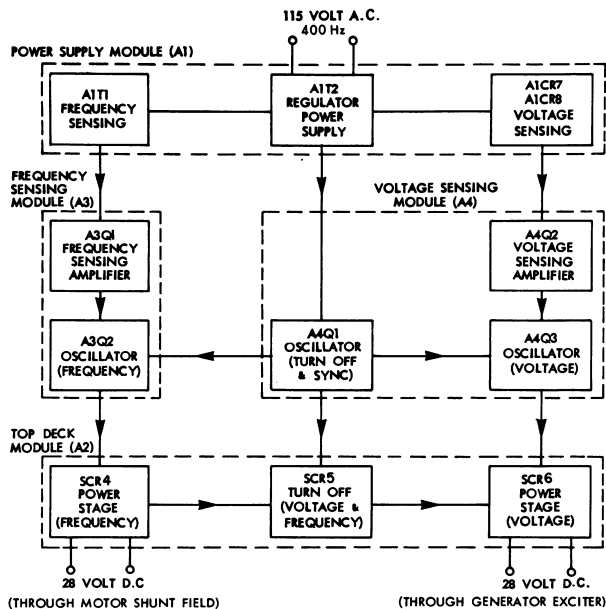 115 VOLT A.C.
400 Hz
POWER SUPPLY MODULE (A1)
A1T1
FREQUENCY
SENSING
A1T2
REGULATOR
POWER
SUPPLY
A1CR7
A1CR8
VOLTAGE
SENSING
FREQUENCY
SENSING
MODULE (A3)
VOLTAGE SENSING
MODULE (A4)
A3Q1
FREQUENCY
SENSING
AMPLIFIER
A4Q2
VOLTAGE
SENSING
AMPLIFIER
A3Q2
OSCILLATOR
(FREQUENCY)
A4Q1
OSCILLATOR
(TURN OFF
& SYNC)
A4Q3
OSCILLATOR
(VOLTAGE)
TOP DECK
MODULE (A2)
SCR4
POWER
STAGE
(FREQUENCY)
SCR5
TURN OFF
(VOLTAGE &
FREQUENCY)
SCR6
POWER
STAGE
(VOLTAGE)
28 VOLT D.C
(THROUGH MOTOR SHUNT FIELD)
28 VOLT D.C.
(THROUGH GENERATOR EXCITER)